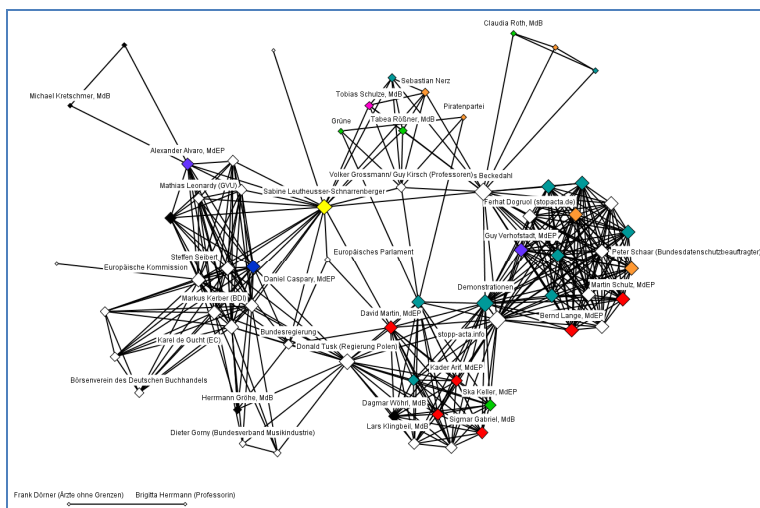 Claudia Roth, MdB
Sebastian Nerz
Michael Kretschmer, MdB
Tobias Schulze, MdB
Piratenpartei
Grüne
Tabea Rößner, MdB
Alexander Alvaro, MdEP
Volker Grossmann/ Guy Kirsch (Professoren)
s Beckedahl
Mathias Leonardy (GVU)
Sabine Leutheusser-Schnarrenberger
Ferhat Dogruol (stopacta.de)
Guy Verhofstadt, MdEP
Peter Schaar (Bundesdatenschutzbeauftragter)
Steffen Seibert
Europäisches Parlament
Europäische Kommission
Daniel Caspary, MdEP
Martin Schulz, MdEP
Demonstrationen
Markus Kerber (BDI)
David Martin, MdEP
Bernd Lange, MdEP
Bundesregierung
stopp-acta.info
Karel de Gucht (EC)
Donald Tusk (Regierung Polen)
Kader Arif, MdEP
Börsenverein des Deutschen Buchhandels
Dagmar Wöhrl, MdB
Ska Keller, MdEP
Herrmann Gröhe, MdB
Sigmar Gabriel, MdB
Lars Klingbeil, MdB
Dieter Gorny (Bundesverband Musikindustrie)
Frank Dörner (Ärzte ohne Grenzen)
Brigitta Herrmann (Professorin)